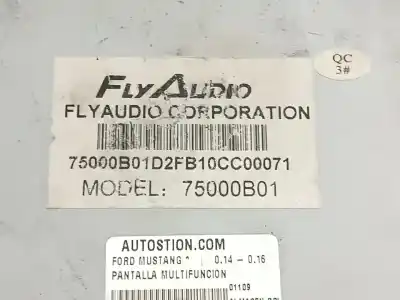 QC
3#
FLYAUDIO
FLYAUDIO CORPORATION
75000B01D2FB10CC00071
MODEL: 75000B01
AUTOSTION.COM
FORD MUSTANG * | 0.14 - 0.16
PANTALLA MULTIFUNCION
01109